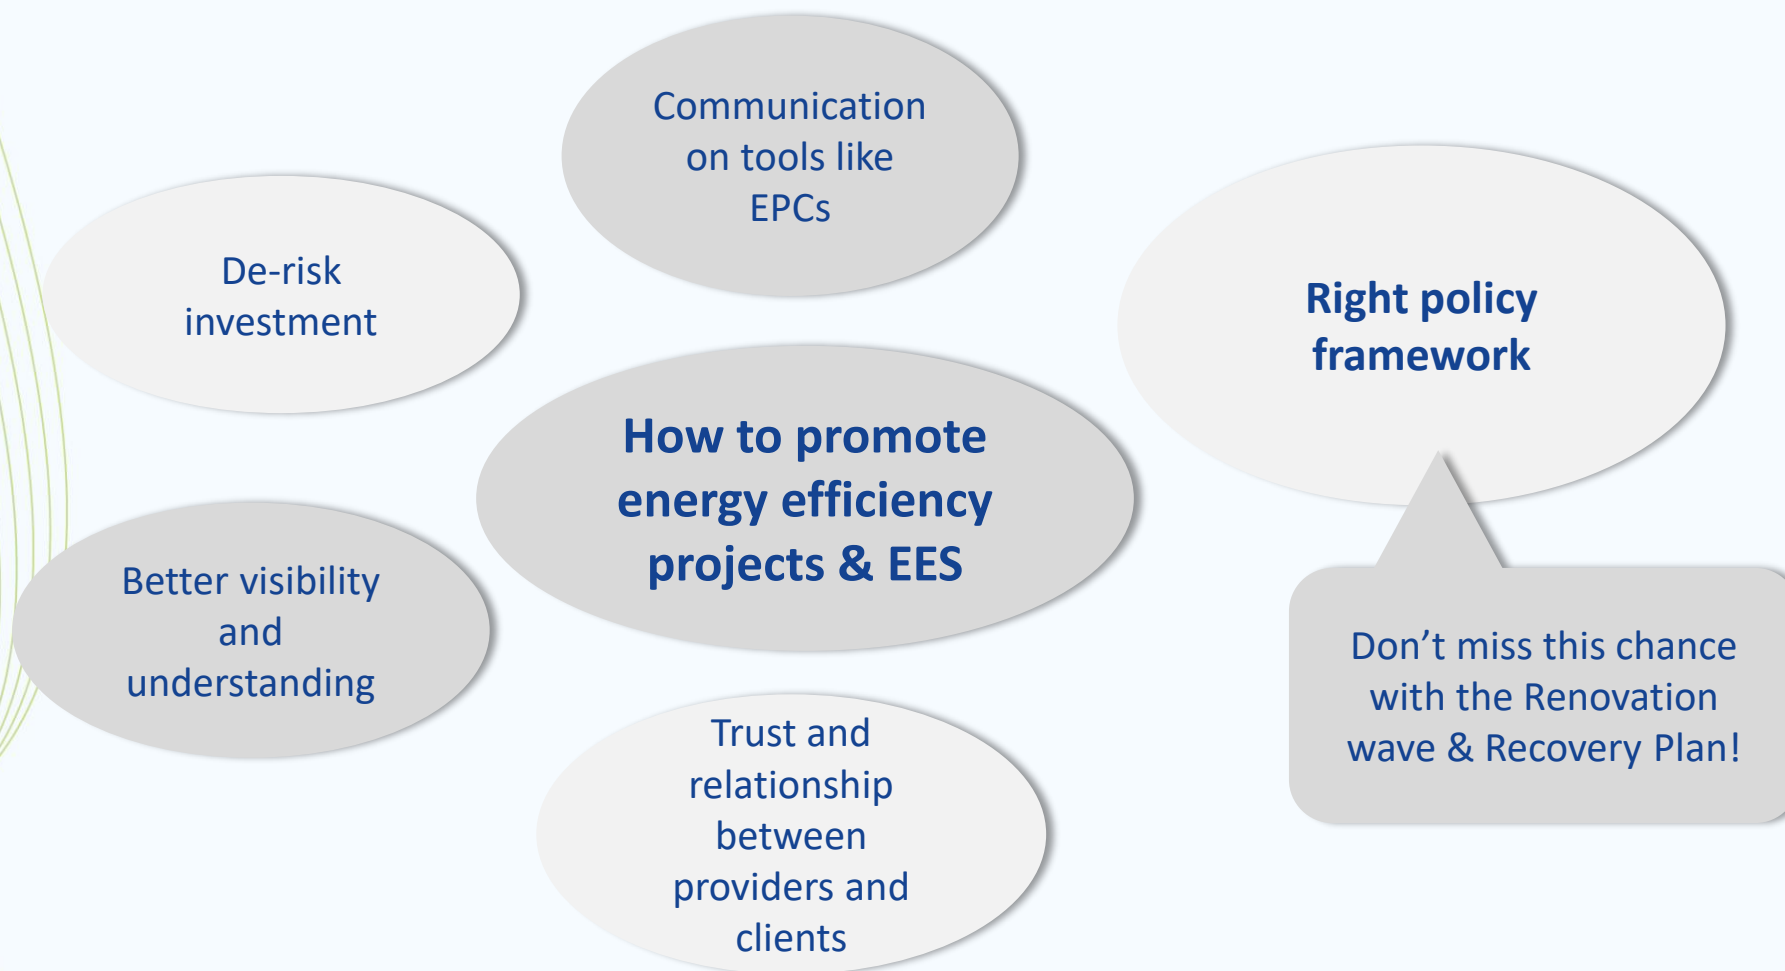 Communication
on tools like
EPCs
De-risk
investment
Right policy
framework
How to promote
energy efficiency
projects & EES
Better visibility
and
understanding
Don’t miss this chance
with the Renovation
wave & Recovery Plan!
Trust and
relationship
between
providers and
clients